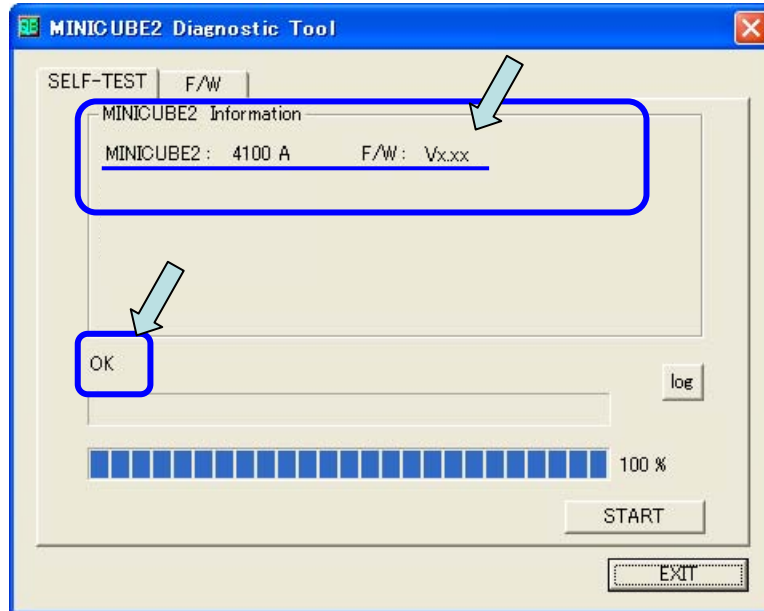 MINICUBE2 Diagnostic Tool
SELF-TEST F/W
MINICUBE2 Information
MINICUBE2 : 4100 A F/W : Vx.xx
OK
log
100 %
START
EXIT